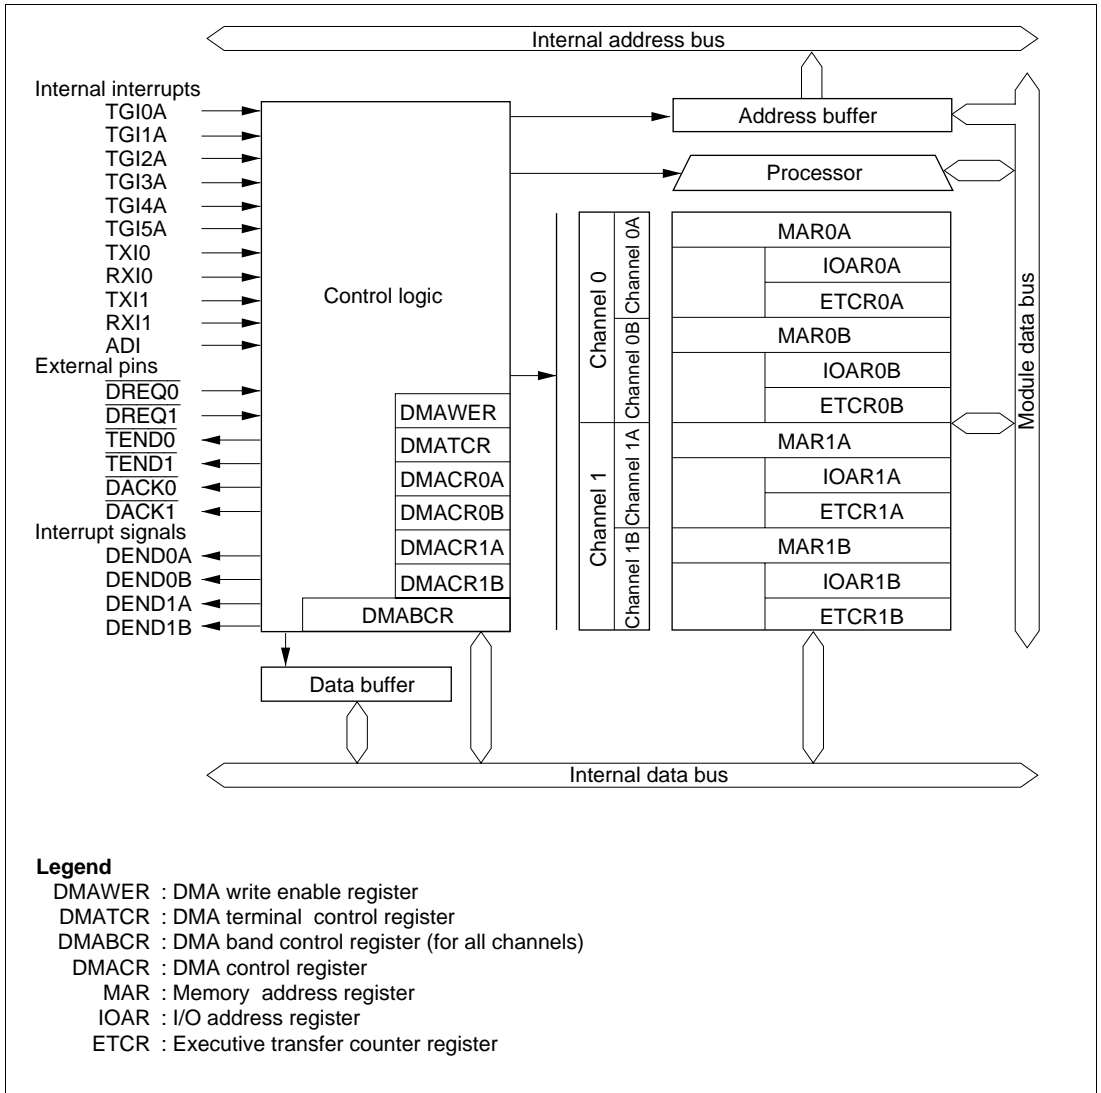 Internal address bus
Internal interrupts
TGI0A
TGI1A
TGI2A
TGI3A
TGI4A
TGI5A
TXI0
RXI0
TXI1
RXI1
ADI
External pins
DREQ0
DREQ1
TEND0
TEND1
DACK0
DACK1
Interrupt signals
DEND0A
DEND0B
DEND1A
DEND1B
Control logic
DMAWER
DMATCR
DMACR0A
DMACR0B
DMACR1A
DMACR1B
DMABCR
Data buffer
Address buffer
Processor
Channel 0
Channel 0A
Channel 0B
Channel 1
Channel 1A
Channel 1B
MAR0A
IOAR0A
ETCR0A
MAR0B
IOAR0B
ETCR0B
MAR1A
IOAR1A
ETCR1A
MAR1B
IOAR1B
ETCR1B
Module data bus
Internal data bus
Legend
DMAWER : DMA write enable register
DMATCR : DMA terminal control register
DMABCR : DMA band control register (for all channels)
DMACR : DMA control register
MAR : Memory address register
IOAR : I/O address register
ETCR : Executive transfer counter register